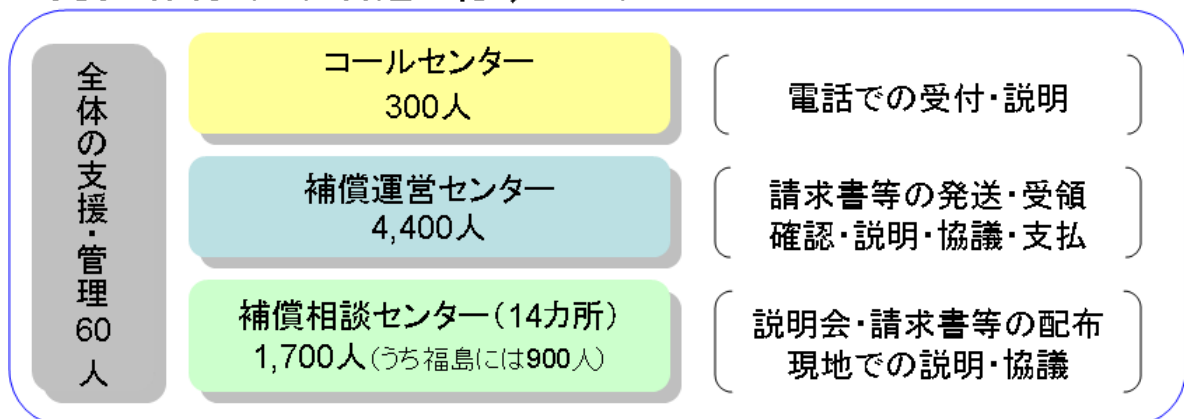 全体の支援・管理60人
コールセンター
300人
電話での受付・説明
補償運営センター
4,400人
請求書等の発送・受領
確認・説明・協議・支払
補償相談センター(14カ所)
1,700人(うち福島には900人)
説明会・請求書等の配布
現地での説明・協議